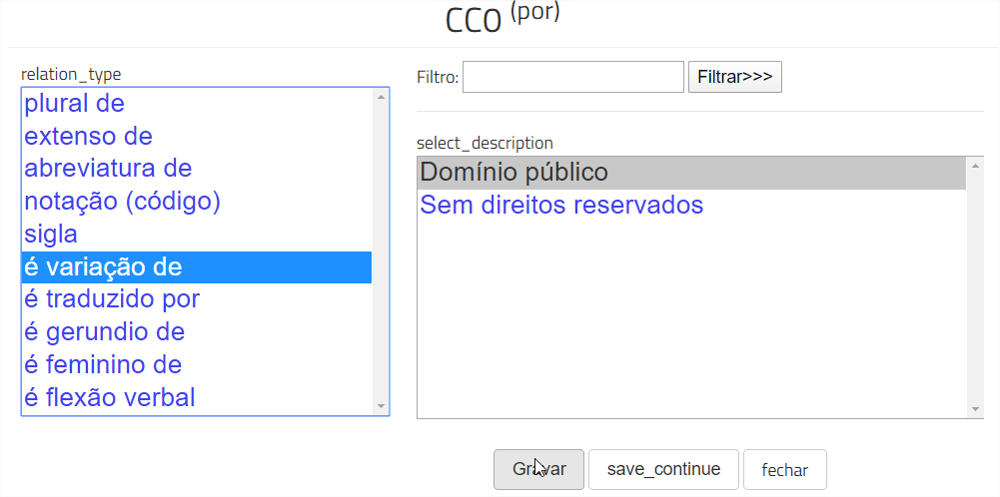 CC0 (por)
relation_type
plural de
extenso de
abreviatura de
notação (código)
sigla
é variação de
é traduzido por
é gerundio de
é feminino de
é flexão verbal
Filtro: Filtrar>>>
select_description
Domínio público
Sem direitos reservados
Gravar save_continue fechar